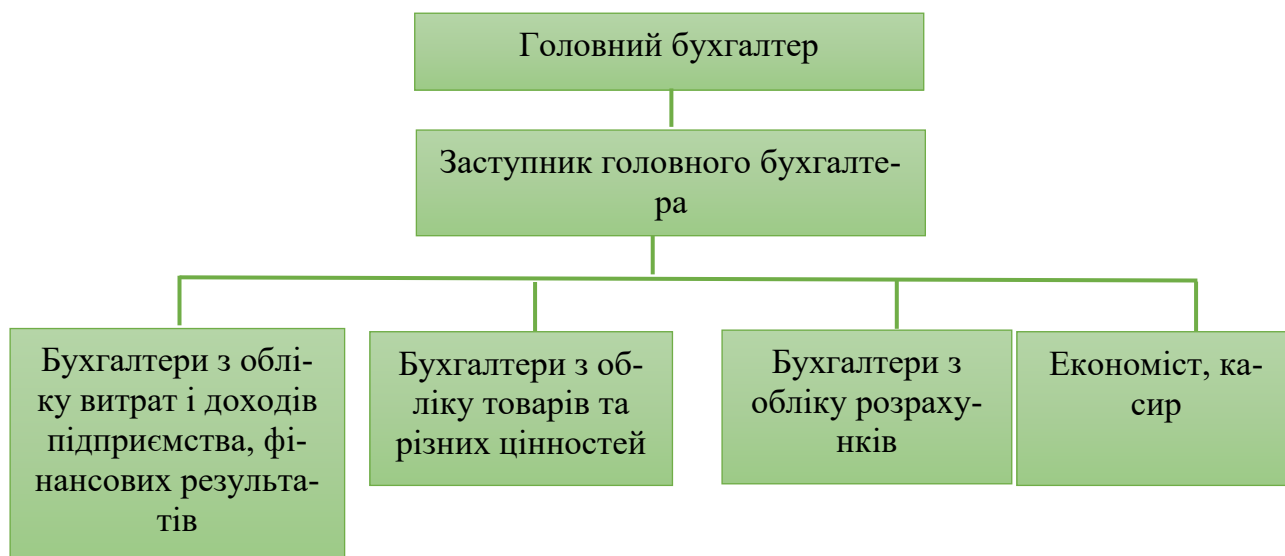 Головний бухгалтер
Заступник головного бухгалте-
ра
Бухгалтери з облі-
ку витрат і доходів
підприємства, фі-
нансових результа-
тів
Бухгалтери з об-
ліку товарів та
різних цінностей
Бухгалтери з
обліку розраху-
нків
Економіст, ка-
сир